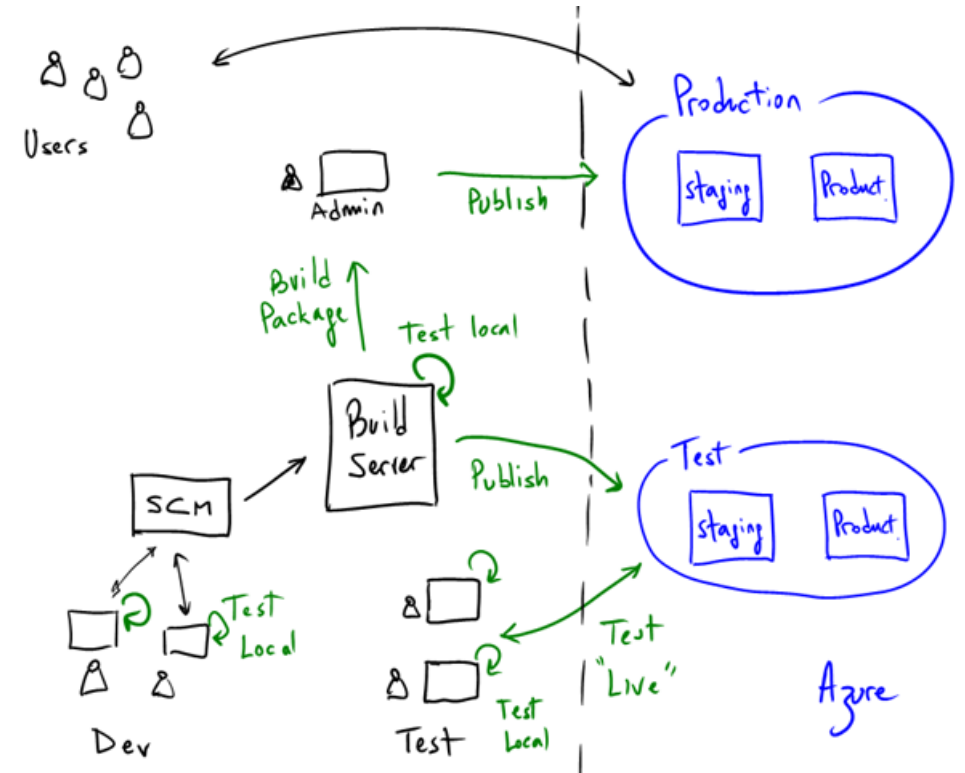 Users
Admin
Publish
Production
staging
Product.
Build
Package
Test local
Build
Server
Publish
Test
staging
Product.
SCM
Test
Local
Dev
Test
Local
Test
Test
"Live"
Azure